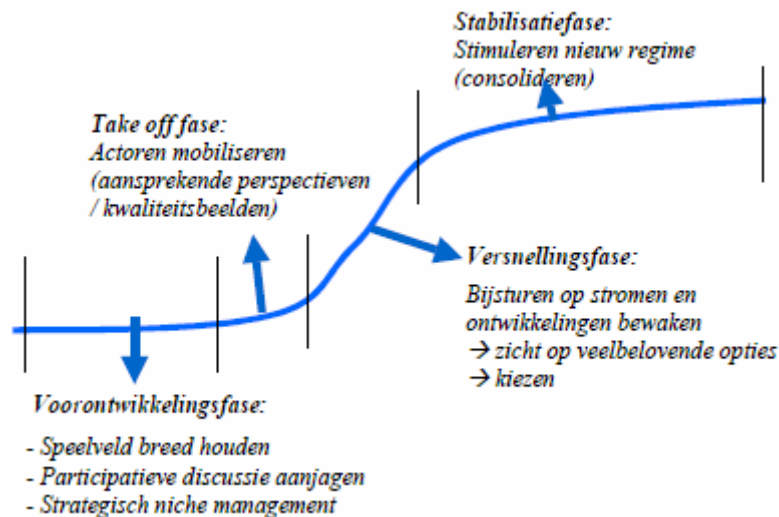 Stabilisatiefase:
Stimuleren nieuw regime
(consolideren)
Take off fase:
Actoren mobiliseren
(aansprekende perspectieven
/ kwaliteitsbeelden)
Versnellingsfase:
Bijsturen op stromen en
ontwikkelingen bewaken
→ zicht op veelbelovende opties
→ kiezen
Voorontwikkelingsfase:
- Speelveld breed houden
- Participatieve discussie aanjagen
- Strategisch niche management